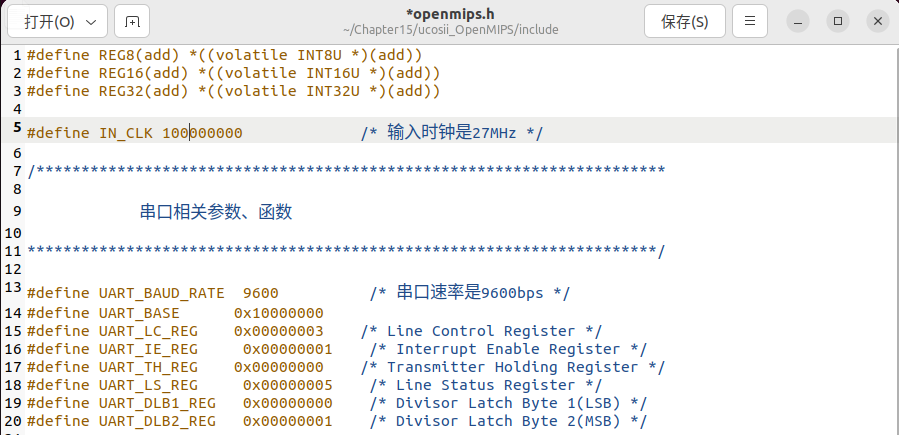 打开(O)
*openmips.h
~/Chapter15/ucosii_OpenMIPS/include
保存(S)
1 #define REG8(add) *((volatile INT8U *)(add))
2 #define REG16(add) *((volatile INT16U *)(add))
3 #define REG32(add) *((volatile INT32U *)(add))
4
5 #define IN_CLK 100000000 /* 输入时钟是27MHz */
6
7 /**********************************************************************
8
9 串口相关参数、函数
10
11 **********************************************************************/
12
13 #define UART_BAUD_RATE 9600 /* 串口速率是9600bps */
14 #define UART_BASE 0x10000000
15 #define UART_LC_REG 0x00000003 /* Line Control Register */
16 #define UART_IE_REG 0x00000001 /* Interrupt Enable Register */
17 #define UART_TH_REG 0x00000000 /* Transmitter Holding Register */
18 #define UART_LS_REG 0x00000005 /* Line Status Register */
19 #define UART_DLB1_REG 0x00000000 /* Divisor Latch Byte 1(LSB) */
20 #define UART_DLB2_REG 0x00000001 /* Divisor Latch Byte 2(MSB) */